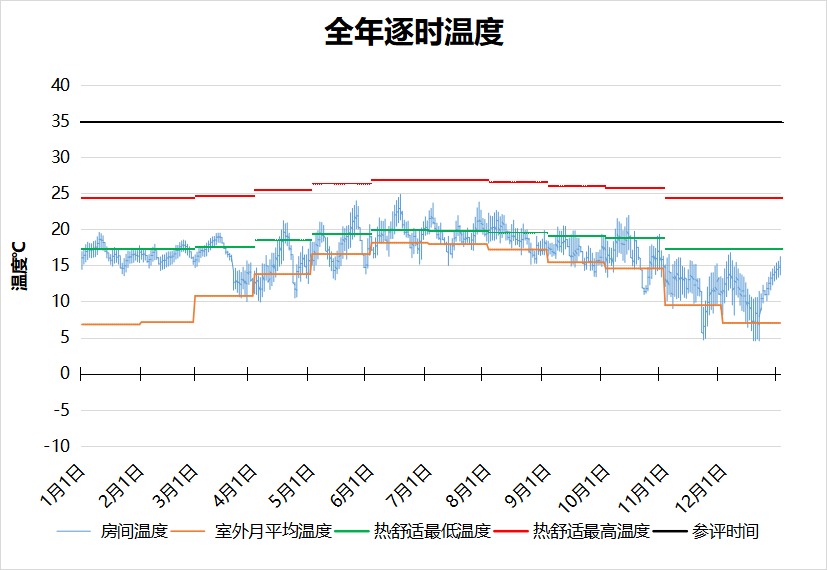 全年逐时温度
40
35
30
25
20
15
10
5
0
-5
-10
温度℃
1月1日
2月1日
3月1日
4月1日
5月1日
6月1日
7月1日
8月1日
9月1日
10月1日
11月1日
12月1日
房间温度 室外月平均温度 热舒适最低温度 热舒适最高温度 参评时间